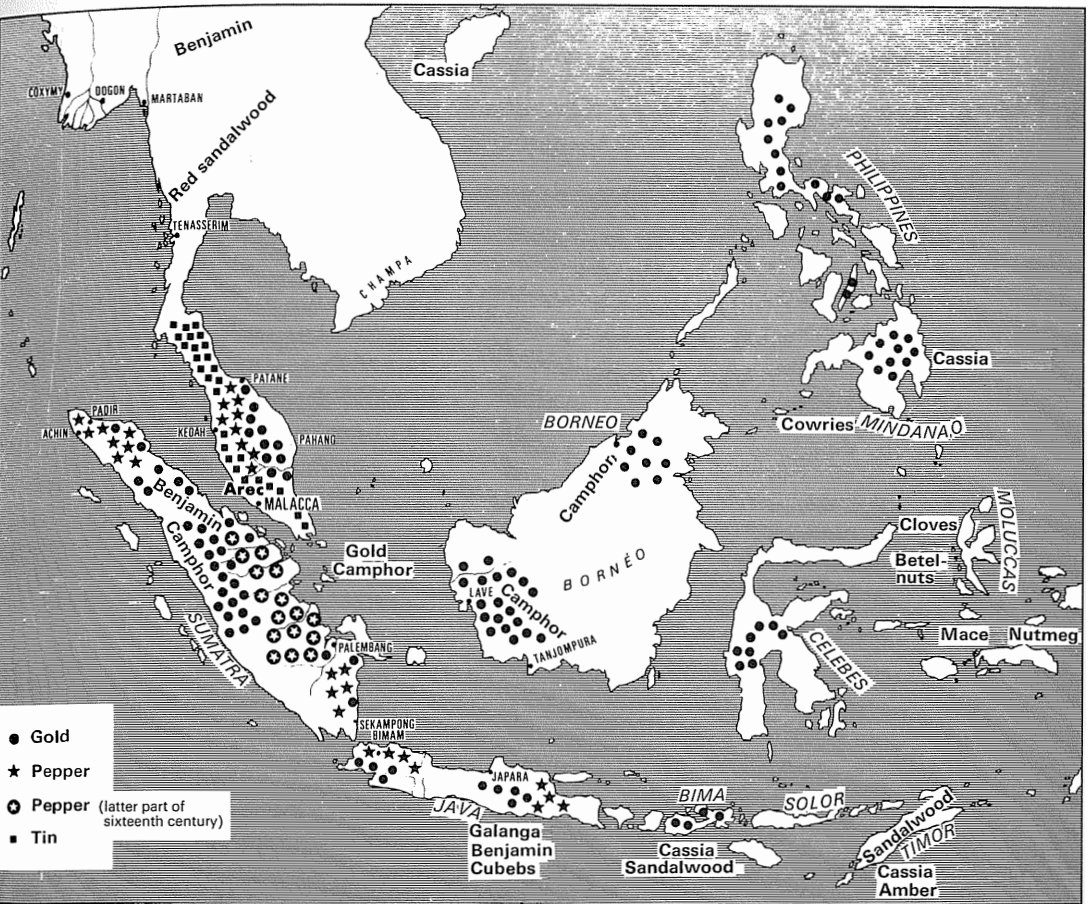 Benjamin
Cassia
COXYMY
DOGON
MARTABAN
Red sandalwood
PHILIPPINES
TENASSERIM
CHAMPA
Cassia
PATANE
PADIR
ACHIN
KEDAH
PAHANG
BORNEO
Cowries
MINDANAO
Camphor
Arec
MALACCA
Benjamin
Camphor
Gold
Camphor
Cloves
MOLUCCAS
Betel-
nuts
BORNÉO
LAVE
Camphor
SUMATRA
PALEMBANG
TANJOMPURA
Mace
Nutmeg
CELEBES
SEKAMPONG
BIMAM
JAPARA
JAVA
BIMA
SOLOR
Sandalwood
TIMOR
Galanga
Benjamin
Cubebs
Cassia
Sandalwood
Cassia
Amber
Gold
Pepper
Pepper (latter part of
sixteenth century)
Tin